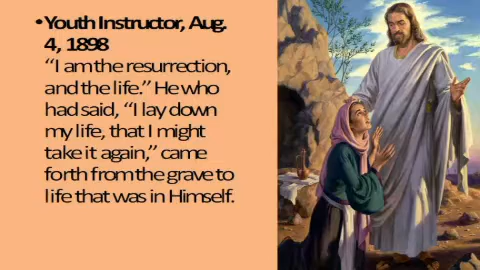 • Youth Instructor, Aug.
4, 1898
“I am the resurrection,
and the life.” He who
had said, “I lay down
my life, that I might
take it again,” came
forth from the grave to
life that was in Himself.